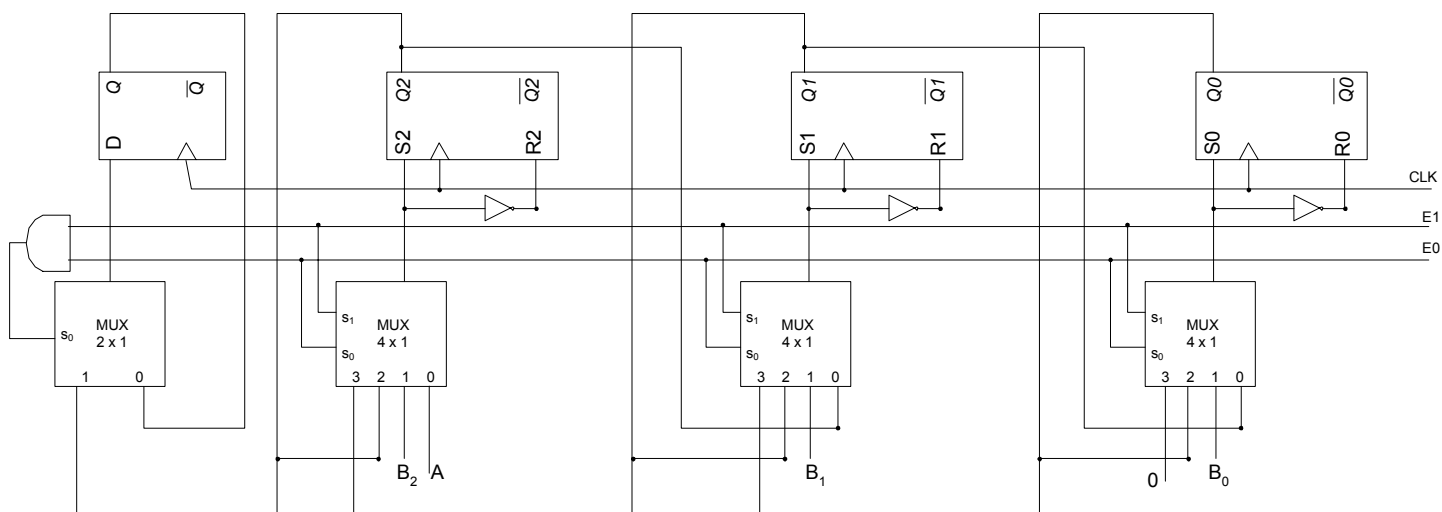 Q Q Q2 Q2 Q1 Q1 Q0 Q0
D S2 R2 S1 R1 S0 R0
CLK
E1
E0
MUX
2 x 1
s0
1 0
MUX
4 x 1
s1
s0
3 2 1 0
B2 A
MUX
4 x 1
s1
s0
3 2 1 0
B1
MUX
4 x 1
s1
s0
3 2 1 0
0 B0